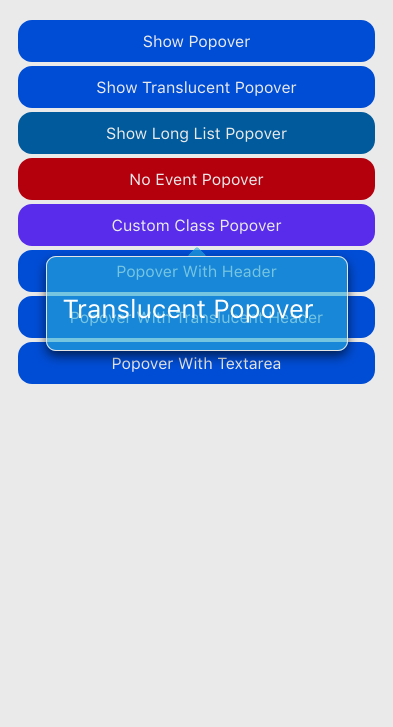 Show Popover
Show Translucent Popover
Show Long List Popover
No Event Popover
Custom Class Popover
Popover With Header
Translucent Popover
Popover With Translucent Header
Popover With Textarea